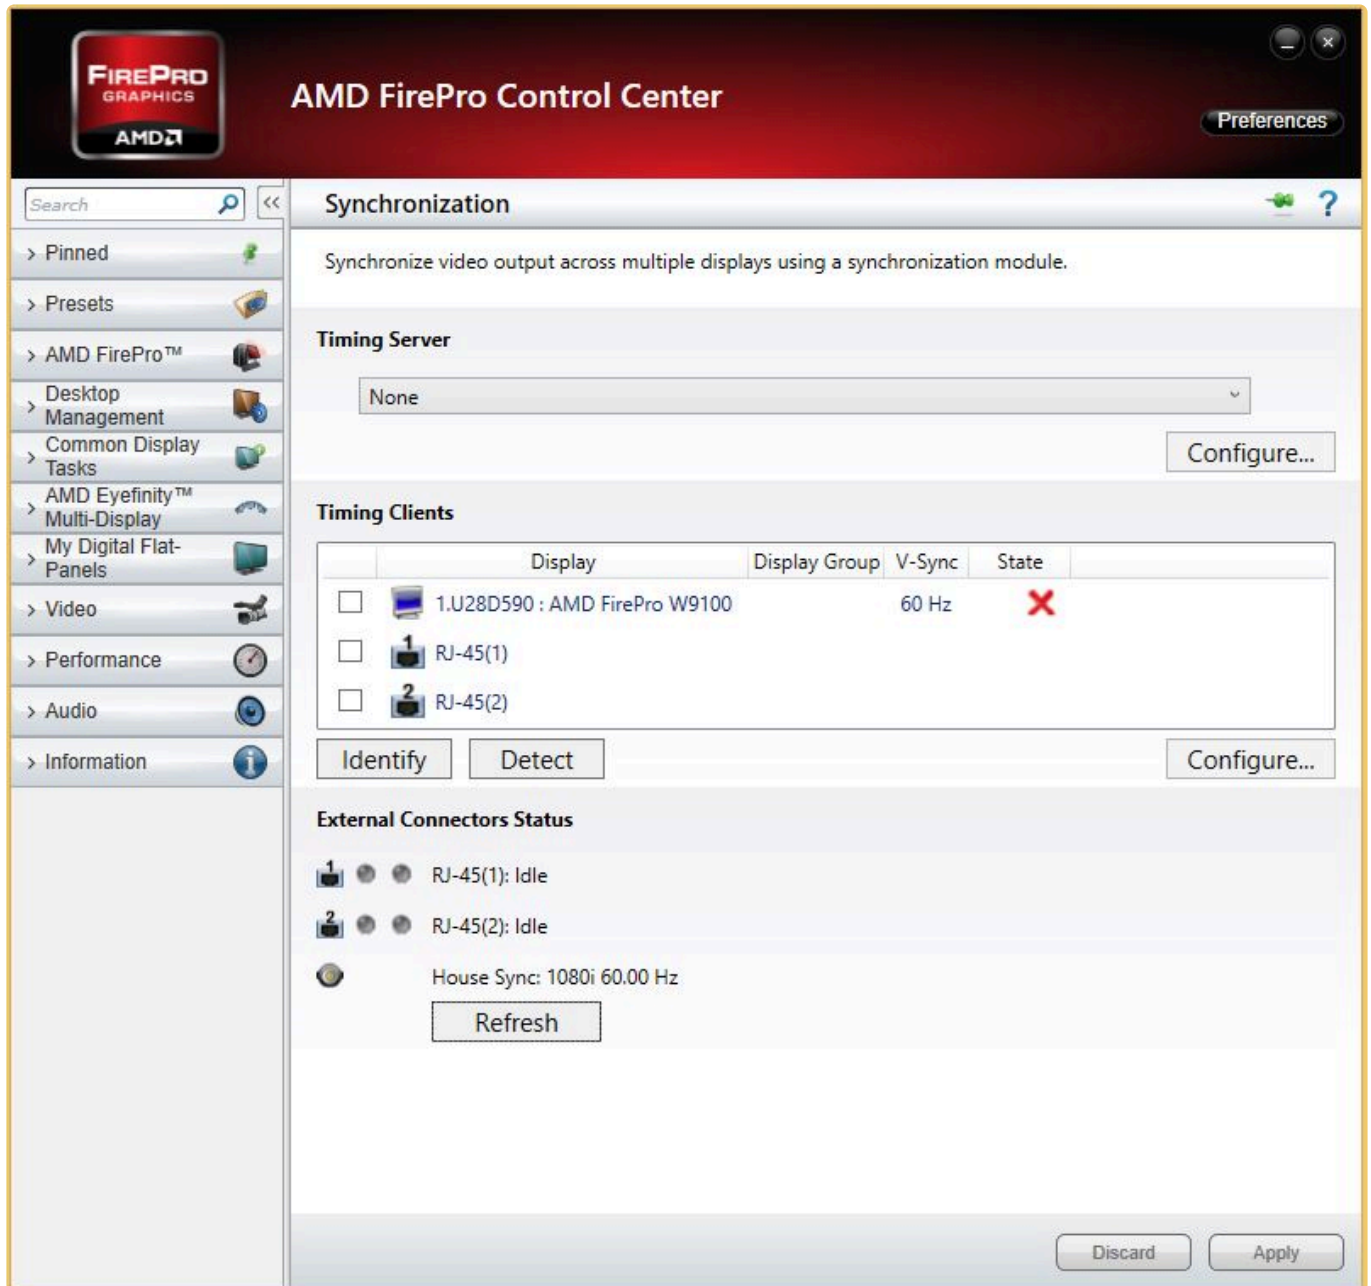 FIREPRO
GRAPHICS
AMD
AMD FirePro Control Center
Preferences
Search
<<
Synchronization
?
> Pinned
> Presets
> AMD FirePro™
> Desktop
Management
> Common Display
Tasks
> AMD Eyefinity™
Multi-Display
> My Digital Flat-
Panels
> Video
> Performance
> Audio
> Information
Synchronize video output across multiple displays using a synchronization module.
Timing Server
None
Configure...
Timing Clients
Display Display Group V-Sync State
1.U28D590 : AMD FirePro W9100 60 Hz
1 RJ-45(1)
2 RJ-45(2)
Identify Detect Configure...
External Connectors Status
1 RJ-45(1): Idle
2 RJ-45(2): Idle
House Sync: 1080i 60.00 Hz
Refresh
Discard Apply